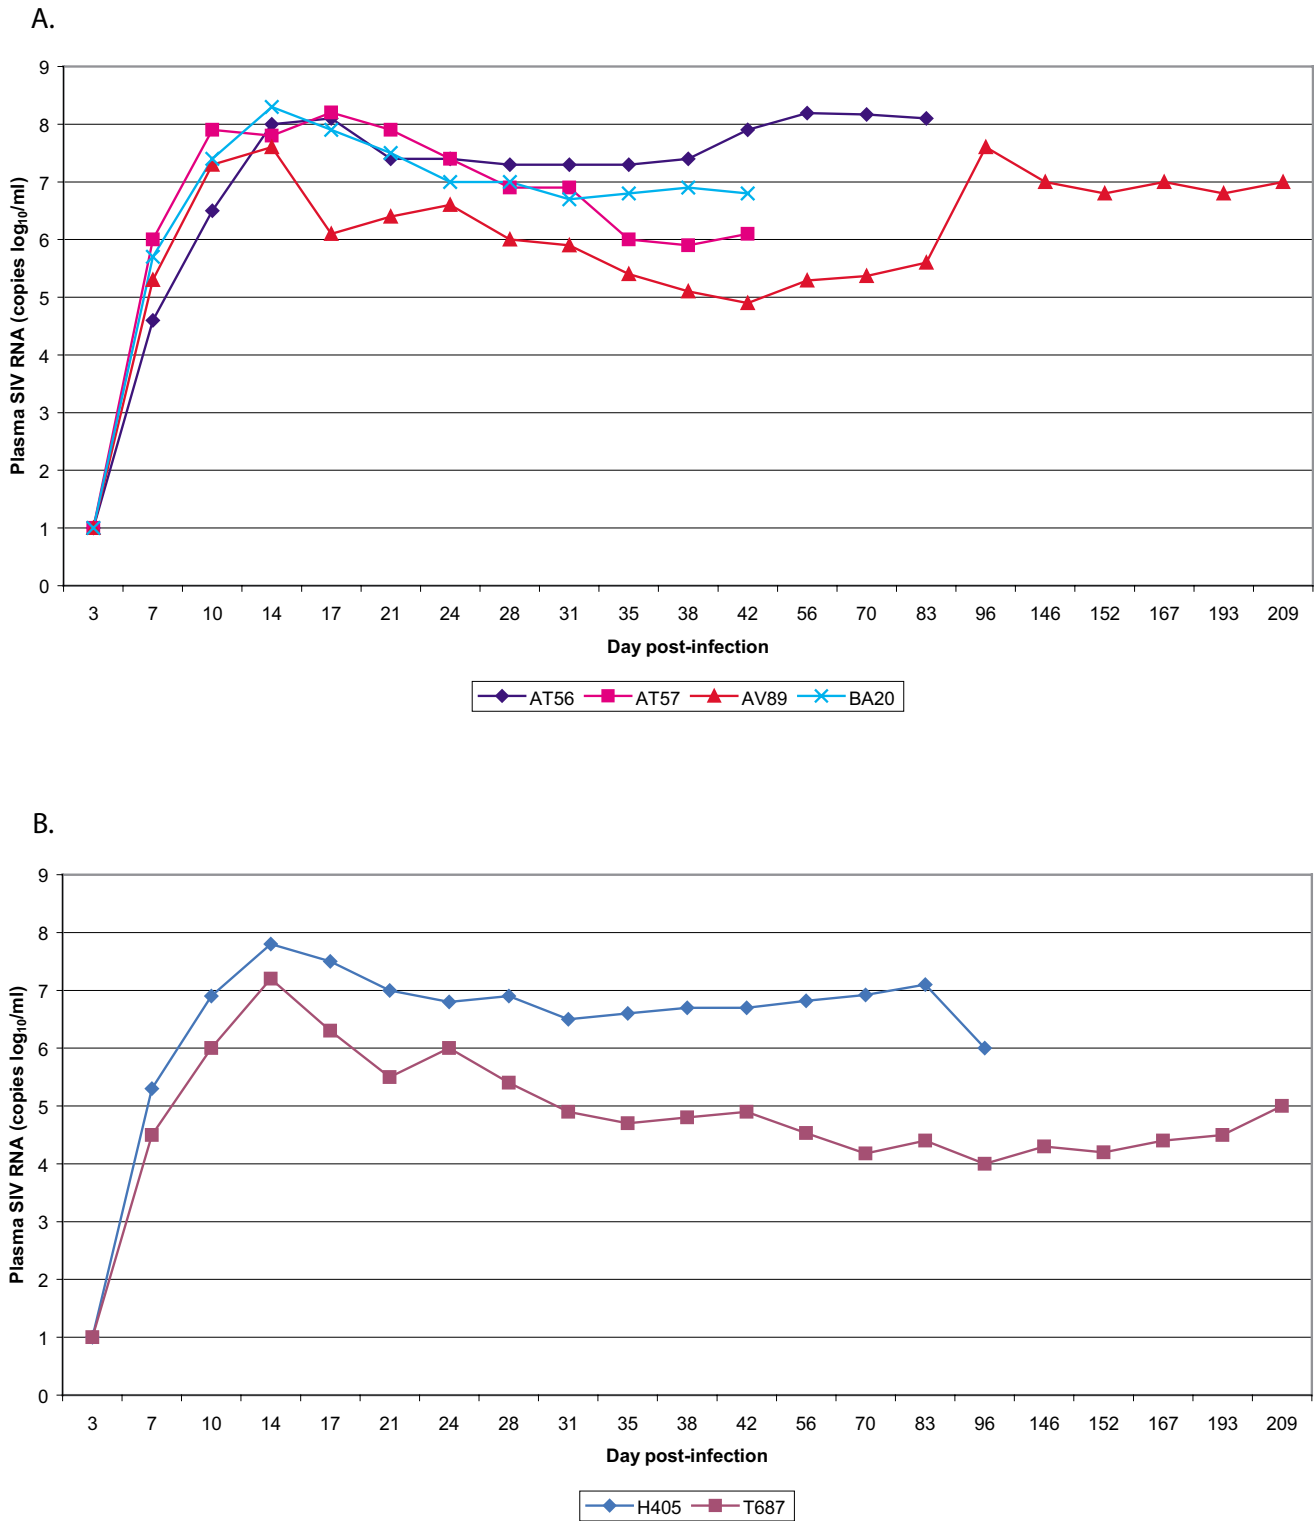 A.
9
8
7
6
5
4
3
2
1
0
Plasma SIV RNA (copies log₁₀/ml)
3 7 10 14 17 21 24 28 31 35 38 42 56 70 83 96 146 152 167 193 209
Day post-infection
AT56 AT57 AV89 BA20
B.
9
8
7
6
5
4
3
2
1
0
Plasma SIV RNA (copies log₁₀/ml)
3 7 10 14 17 21 24 28 31 35 38 42 56 70 83 96 146 152 167 193 209
Day post-infection
H405 T687